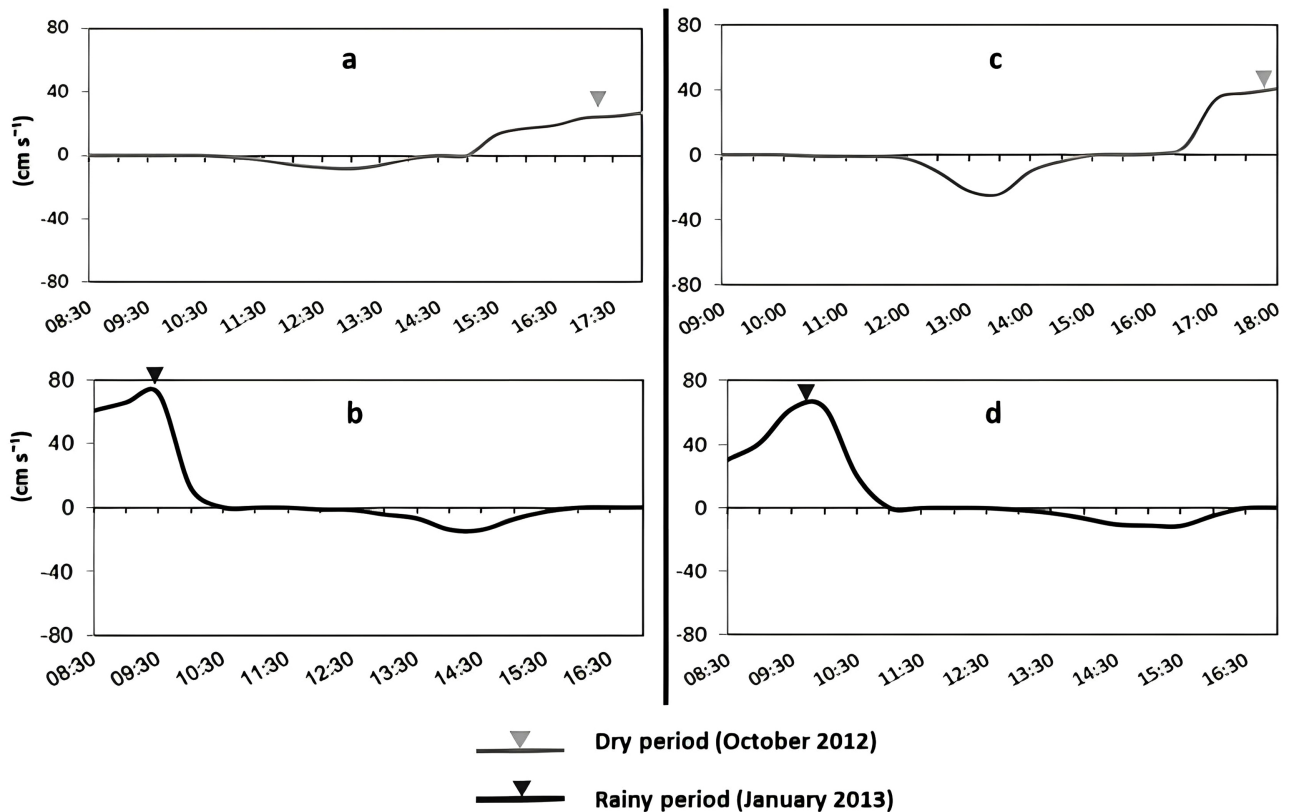 a
(cm s⁻¹)
80
40
0
-40
-80
08:30 09:30 10:30 11:30 12:30 13:30 14:30 15:30 16:30 17:30
c
80
40
0
-40
-80
09:00 10:00 11:00 12:00 13:00 14:00 15:00 16:00 17:00 18:00
b
(cm s⁻¹)
80
40
0
-40
-80
08:30 09:30 10:30 11:30 12:30 13:30 14:30 15:30 16:30
d
80
40
0
-40
-80
08:30 09:30 10:30 11:30 12:30 13:30 14:30 15:30 16:30
Dry period (October 2012)
Rainy period (January 2013)